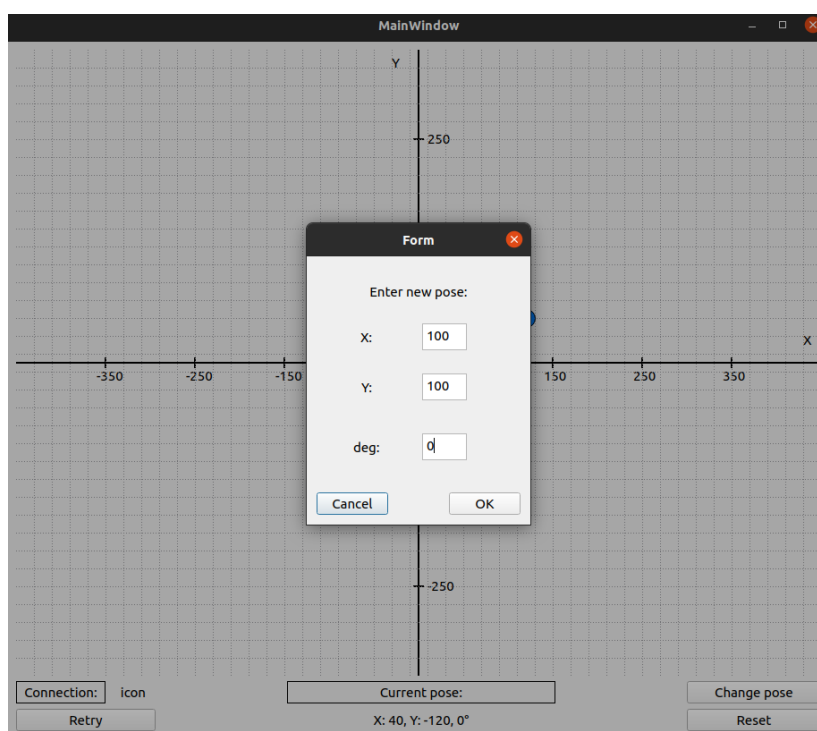 MainWindow
Y
250
Form
Enter new pose:
X: 100
X
-350 -250 -150 150 250 350
Y: 100
deg: 0
Cancel OK
-250
Connection: icon Current pose: Change pose
Retry X: 40, Y: -120, 0° Reset